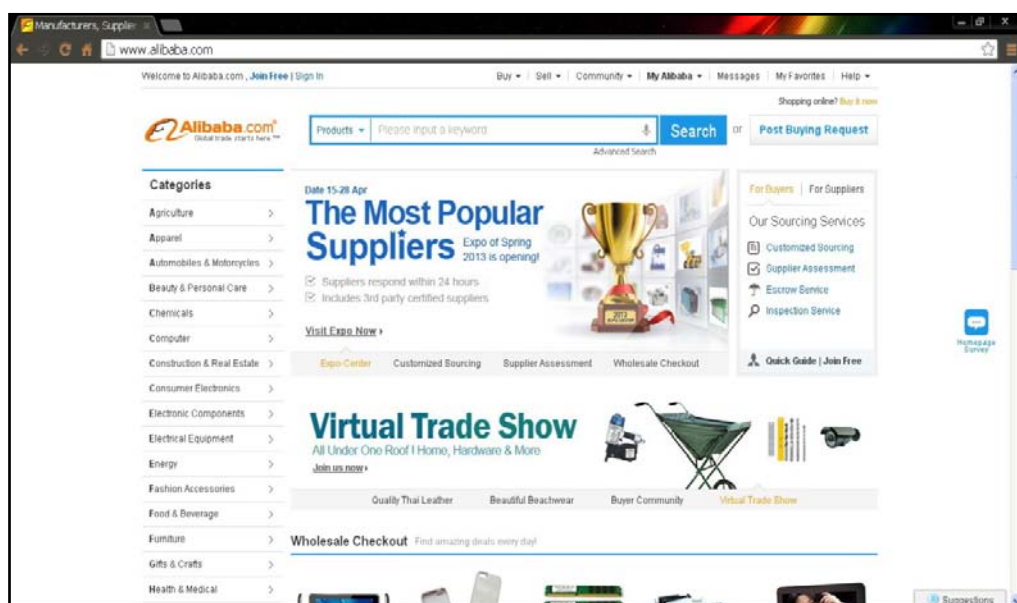 Manufacturers, Supplier
www.alibaba.com
Welcome to Alibaba.com , Join Free | Sign In
Buy Sell Community My Alibaba Messages My Favorites Help
Shopping online? Buy it now
Alibaba.com
Global trade starts here.™
Products Please input a keyword Search or Post Buying Request
Advanced Search
Categories
Agriculture
Apparel
Automobiles & Motorcycles
Beauty & Personal Care
Chemicals
Computer
Construction & Real Estate
Consumer Electronics
Electronic Components
Electrical Equipment
Energy
Fashion Accessories
Food & Beverage
Furniture
Gifts & Crafts
Health & Medical
Date 15-28 Apr
The Most Popular
Suppliers
Expo of Spring
2013 is opening!
Suppliers respond within 24 hours
Includes 3rd party certified suppliers
Visit Expo Now
2013
Expo-Center Customized Sourcing Supplier Assessment Wholesale Checkout
For Buyers | For Suppliers
Our Sourcing Services
Customized Sourcing
Supplier Assessment
Escrow Service
Inspection Service
Quick Guide | Join Free
Homepage
Survey
Virtual Trade Show
All Under One Roof l Home, Hardware & More
Join us now
Quality Thai Leather Beautiful Beachwear Buyer Community Virtual Trade Show
Wholesale Checkout Find amazing deals every day!
Suggestions